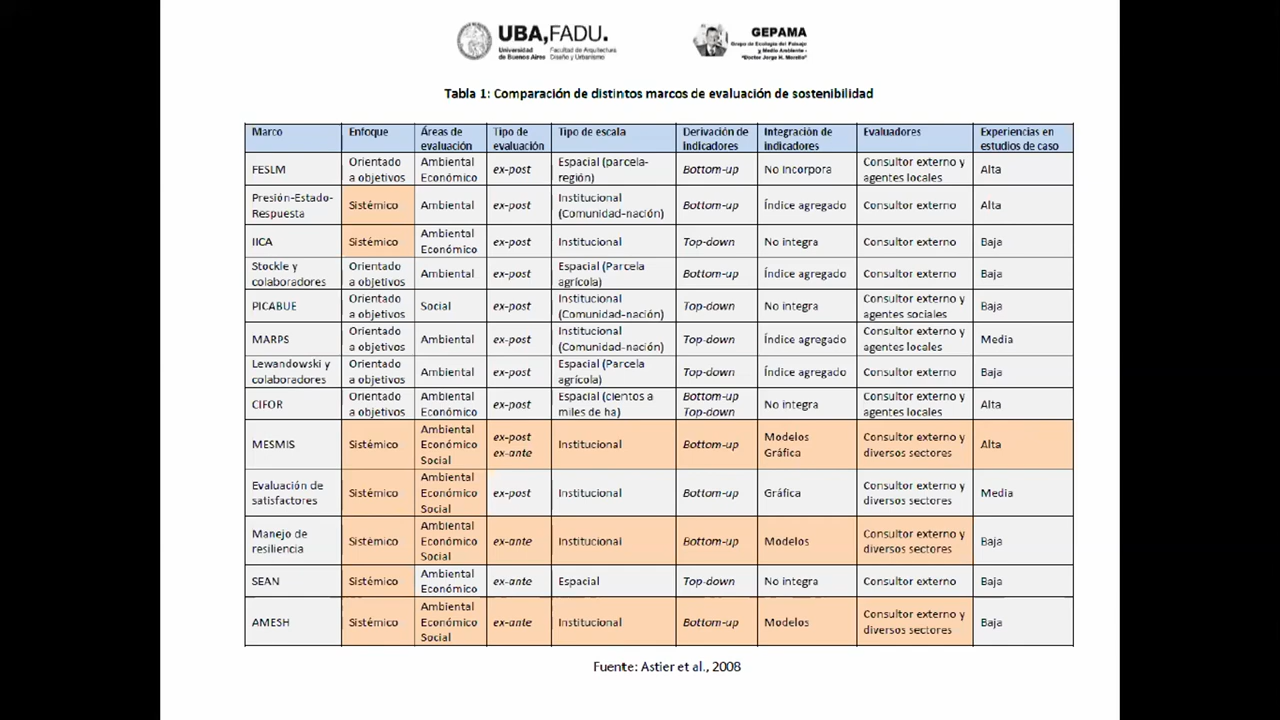 UBA,FADU.
Universidad de Buenos Aires
Facultad de Arquitectura Diseño y Urbanismo
GEPAMA
Grupo de Ecología del Paisaje
y Medio Ambiente -
"Doctor Jorge H. Morello"
Tabla 1: Comparación de distintos marcos de evaluación de sostenibilidad
Marco Enfoque Áreas de evaluación Tipo de evaluación Tipo de escala Derivación de indicadores Integración de indicadores Evaluadores Experiencias en estudios de caso
FESLM Orientado a objetivos Ambiental Económico ex-post Espacial (parcela-región) Bottom-up No incorpora Consultor externo y agentes locales Alta
Presión-Estado-Respuesta Sistémico Ambiental ex-post Institucional (Comunidad-nación) Bottom-up Índice agregado Consultor externo Alta
IICA Sistémico Ambiental Económico ex-post Institucional Top-down No integra Consultor externo Baja
Stockle y colaboradores Orientado a objetivos Ambiental ex-post Espacial (Parcela agrícola) Bottom-up Índice agregado Consultor externo Baja
PICABUE Orientado a objetivos Social ex-post Institucional (Comunidad-nación) Top-down No integra Consultor externo y agentes sociales Baja
MARPS Orientado a objetivos Ambiental ex-post Institucional (Comunidad-nación) Top-down Índice agregado Consultor externo y agentes locales Media
Lewandowski y colaboradores Orientado a objetivos Ambiental ex-post Espacial (Parcela agrícola) Top-down Índice agregado Consultor externo Baja
CIFOR Orientado a objetivos Ambiental Económico ex-post Espacial (cientos a miles de ha) Bottom-up Top-down No integra Consultor externo y agentes locales Alta
MESMIS Sistémico Ambiental Económico Social ex-post ex-ante Institucional Bottom-up Modelos Gráfica Consultor externo y diversos sectores Alta
Evaluación de satisfactores Sistémico Ambiental Económico Social ex-post Institucional Bottom-up Gráfica Consultor externo y diversos sectores Media
Manejo de resiliencia Sistémico Ambiental Económico Social ex-ante Institucional Bottom-up Modelos Consultor externo y diversos sectores Baja
SEAN Sistémico Ambiental Económico ex-ante Espacial Top-down No integra Consultor externo Baja
AMESH Sistémico Ambiental Económico Social ex-ante Institucional Bottom-up Modelos Consultor externo y diversos sectores Baja
Fuente: Astier et al., 2008